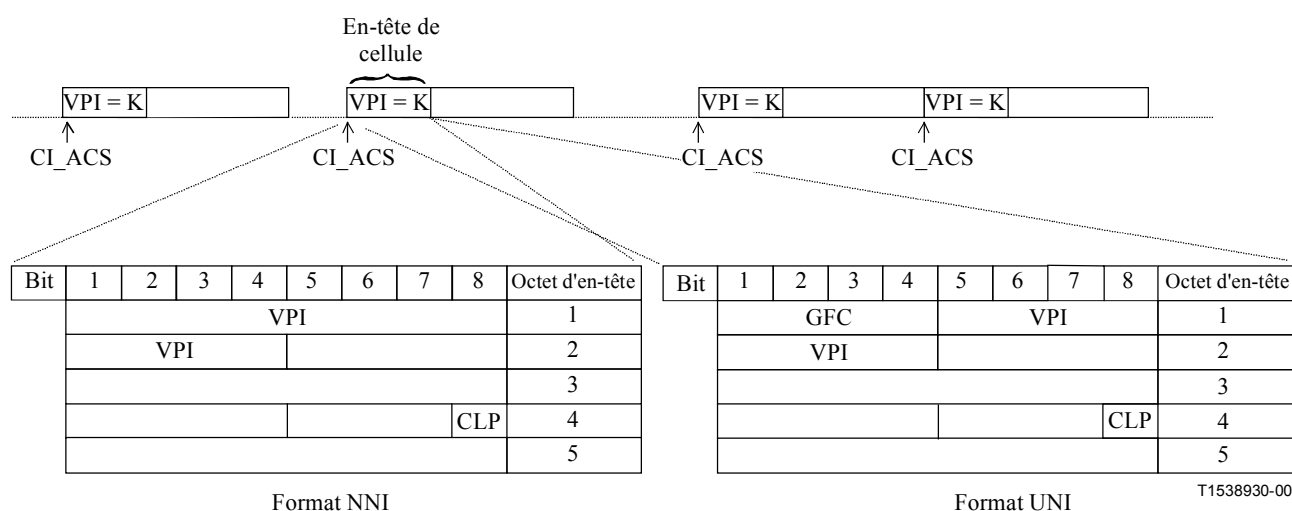 En-tête de
cellule
VPI = K VPI = K VPI = K VPI = K
CI_ACS CI_ACS CI_ACS CI_ACS
Bit 1 2 3 4 5 6 7 8 Octet d'en-tête
VPI 1
VPI 2
3
CLP 4
5
Format NNI
Bit 1 2 3 4 5 6 7 8 Octet d'en-tête
GFC VPI 1
VPI 2
3
CLP 4
5
Format UNI
T1538930-00